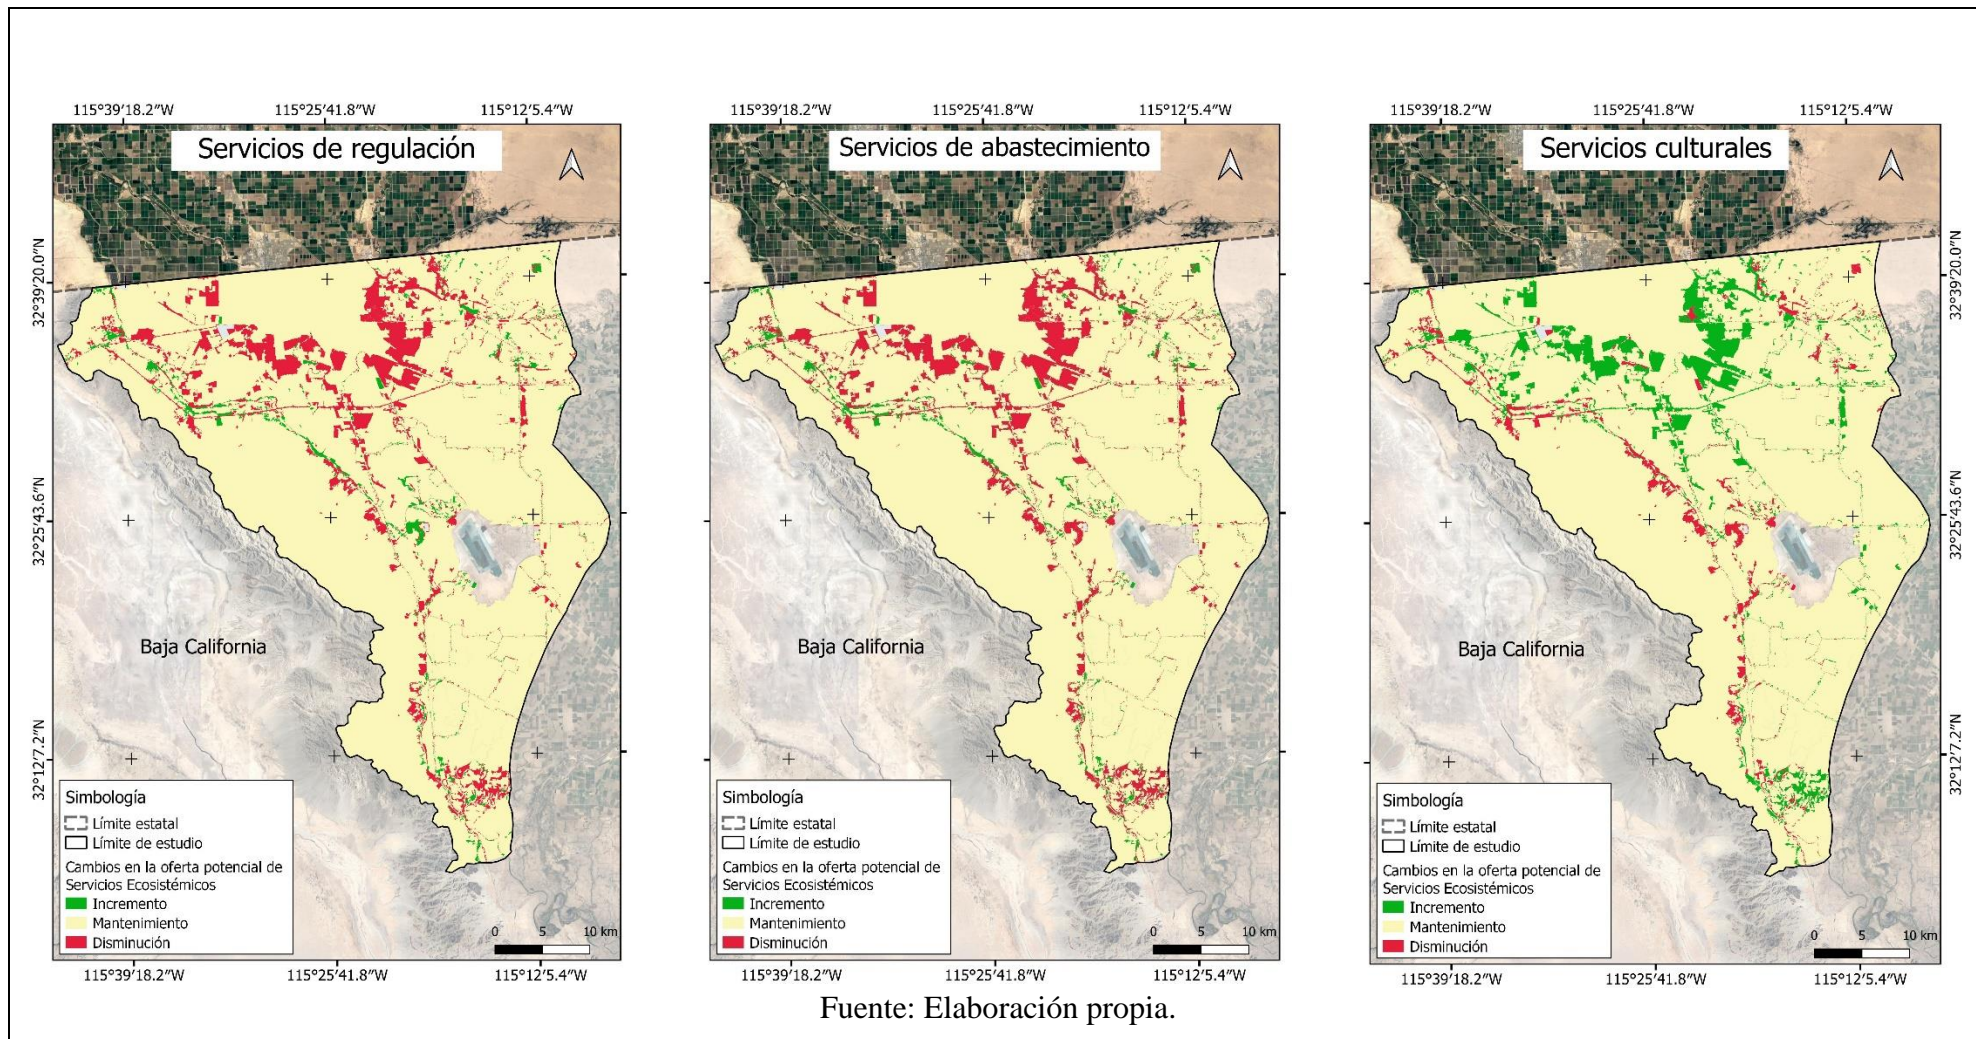 115°39'18.2"W 115°25'41.8"W 115°12'5.4"W
Servicios de regulación
32°39'20.0"N
32°25'43.6"N
32°12'7.2"N
Baja California
Simbología
Límite estatal
Límite de estudio
Cambios en la oferta potencial de
Servicios Ecosistémicos
Incremento
Mantenimiento
Disminución
0 5 10 km
115°39'18.2"W 115°25'41.8"W 115°12'5.4"W
115°39'18.2"W 115°25'41.8"W 115°12'5.4"W
Servicios de abastecimiento
Baja California
Simbología
Límite estatal
Límite de estudio
Cambios en la oferta potencial de
Servicios Ecosistémicos
Incremento
Mantenimiento
Disminución
0 5 10 km
115°39'18.2"W 115°25'41.8"W 115°12'5.4"W
115°39'18.2"W 115°25'41.8"W 115°12'5.4"W
Servicios culturales
32°39'20.0"N
32°25'43.6"N
32°12'7.2"N
Baja California
Simbología
Límite estatal
Límite de estudio
Cambios en la oferta potencial de
Servicios Ecosistémicos
Incremento
Mantenimiento
Disminución
0 5 10 km
115°39'18.2"W 115°25'41.8"W 115°12'5.4"W
Fuente: Elaboración propia.